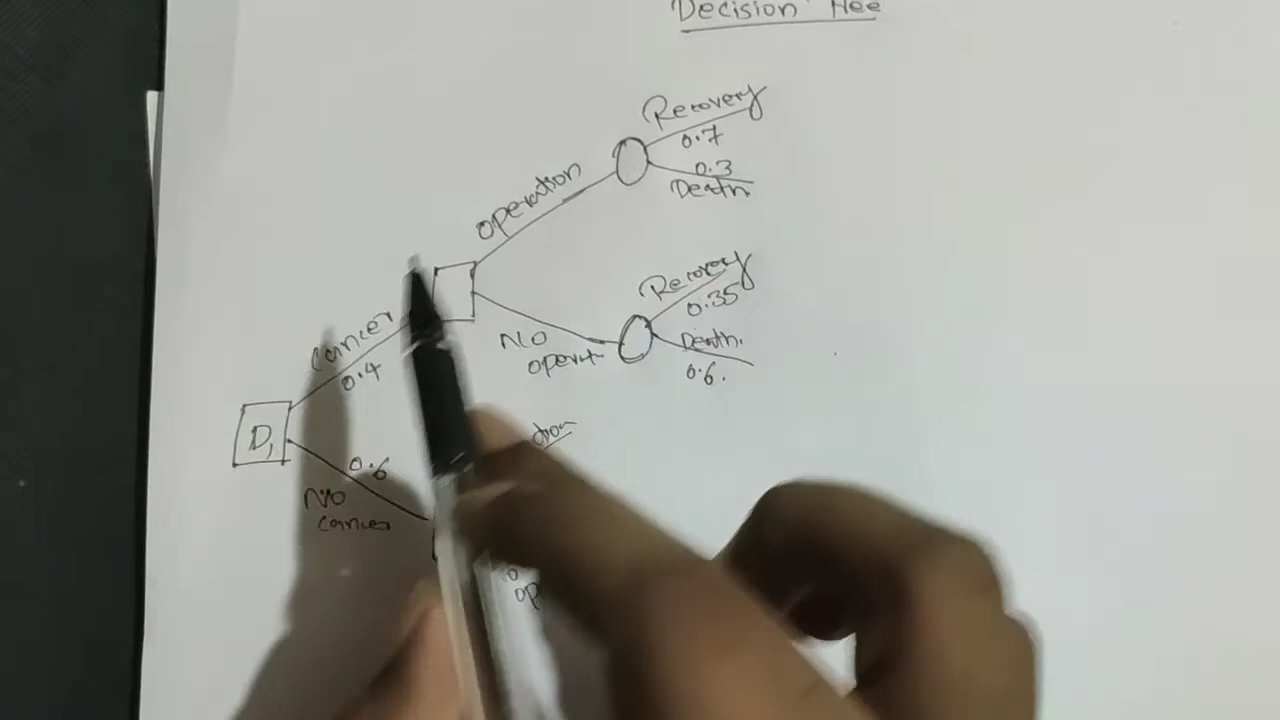 Decision Tree
Recovery
0.7
0.3
Death.
operation
Recovery
0.35
Death.
0.6.
No
operat
cancer
0.4
D1
0.6
No
cancer